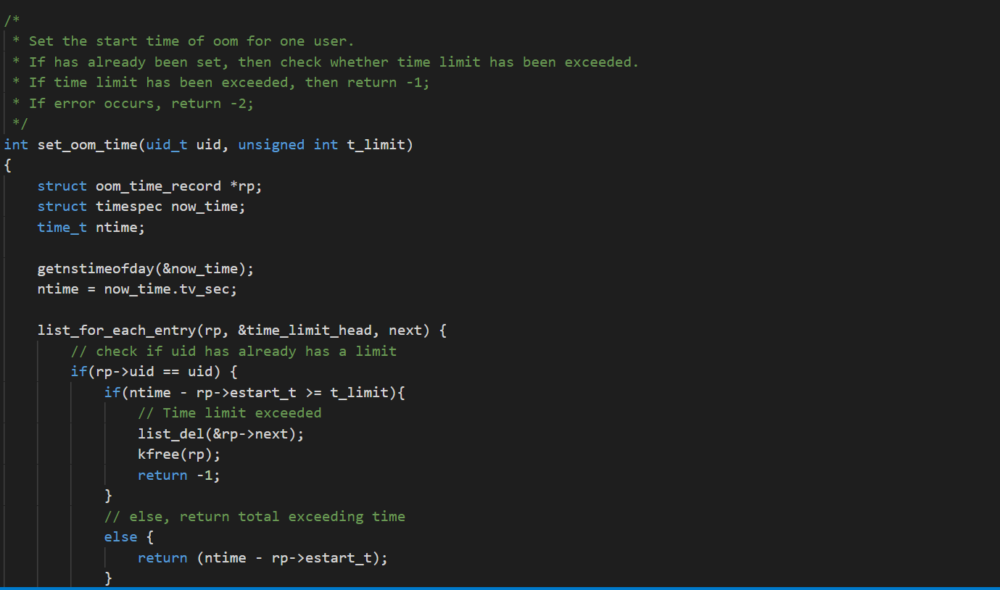 /*
 * Set the start time of oom for one user.
 * If has already been set, then check whether time limit has been exceeded.
 * If time limit has been exceeded, then return -1;
 * If error occurs, return -2;
 */
int set_oom_time(uid_t uid, unsigned int t_limit)
{
    struct oom_time_record *rp;
    struct timespec now_time;
    time_t ntime;

    getnstimeofday(&now_time);
    ntime = now_time.tv_sec;

    list_for_each_entry(rp, &time_limit_head, next) {
        // check if uid has already has a limit
        if(rp->uid == uid) {
            if(ntime - rp->estart_t >= t_limit){
                // Time limit exceeded
                list_del(&rp->next);
                kfree(rp);
                return -1;
            }
            // else, return total exceeding time
            else {
                return (ntime - rp->estart_t);
            }